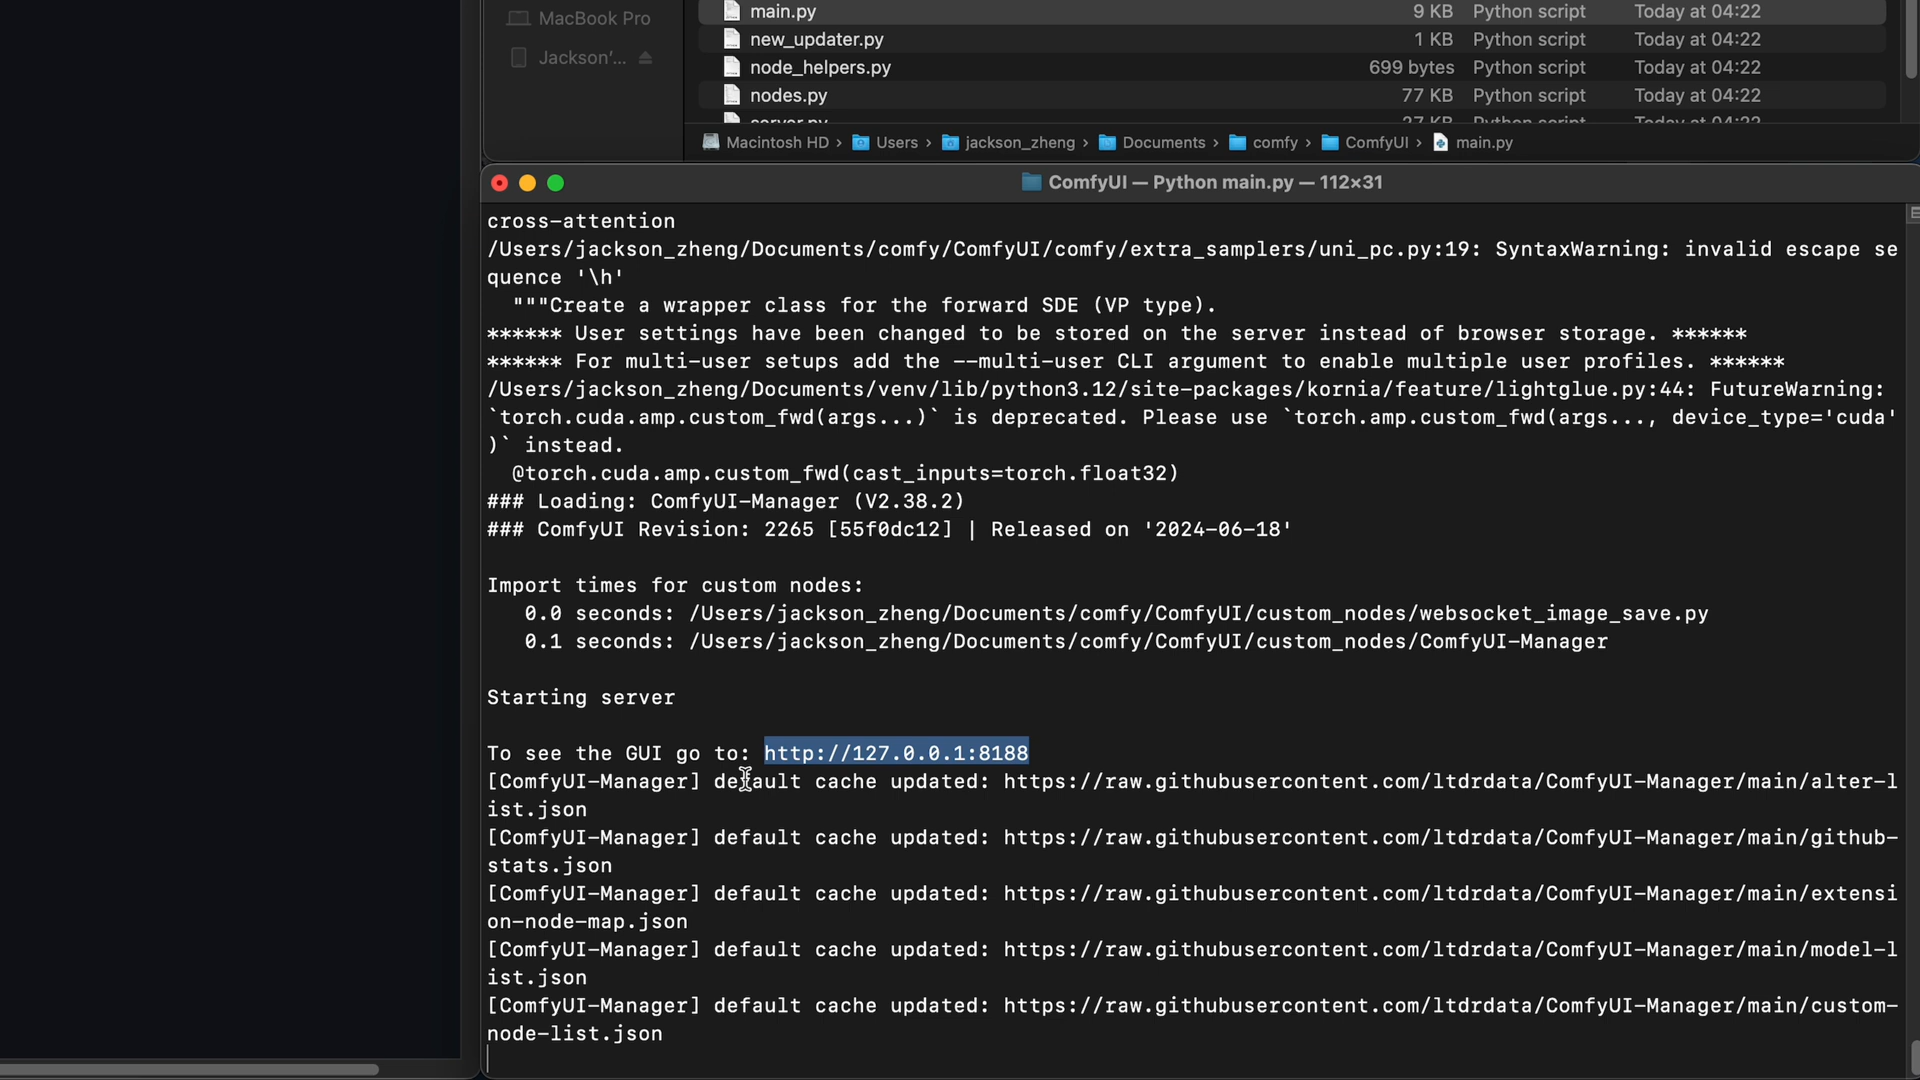 MacBook Pro
Jackson'...
main.py 9 KB Python script Today at 04:22
new_updater.py 1 KB Python script Today at 04:22
node_helpers.py 699 bytes Python script Today at 04:22
nodes.py 77 KB Python script Today at 04:22
server.py 27 KB Python script Today at 04:22
Macintosh HD › Users › jackson_zheng › Documents › comfy › ComfyUI › main.py
ComfyUI — Python main.py — 112×31
cross-attention
/Users/jackson_zheng/Documents/comfy/ComfyUI/comfy/extra_samplers/uni_pc.py:19: SyntaxWarning: invalid escape se
quence '\h'
"""Create a wrapper class for the forward SDE (VP type).
****** User settings have been changed to be stored on the server instead of browser storage. ******
****** For multi-user setups add the --multi-user CLI argument to enable multiple user profiles. ******
/Users/jackson_zheng/Documents/venv/lib/python3.12/site-packages/kornia/feature/lightglue.py:44: FutureWarning:
`torch.cuda.amp.custom_fwd(args...)` is deprecated. Please use `torch.amp.custom_fwd(args..., device_type='cuda'
)` instead.
@torch.cuda.amp.custom_fwd(cast_inputs=torch.float32)
### Loading: ComfyUI-Manager (V2.38.2)
### ComfyUI Revision: 2265 [55f0dc12] | Released on '2024-06-18'
Import times for custom nodes:
0.0 seconds: /Users/jackson_zheng/Documents/comfy/ComfyUI/custom_nodes/websocket_image_save.py
0.1 seconds: /Users/jackson_zheng/Documents/comfy/ComfyUI/custom_nodes/ComfyUI-Manager
Starting server
To see the GUI go to: http://127.0.0.1:8188
[ComfyUI-Manager] default cache updated: https://raw.githubusercontent.com/ltdrdata/ComfyUI-Manager/main/alter-l
ist.json
[ComfyUI-Manager] default cache updated: https://raw.githubusercontent.com/ltdrdata/ComfyUI-Manager/main/github-
stats.json
[ComfyUI-Manager] default cache updated: https://raw.githubusercontent.com/ltdrdata/ComfyUI-Manager/main/extensi
on-node-map.json
[ComfyUI-Manager] default cache updated: https://raw.githubusercontent.com/ltdrdata/ComfyUI-Manager/main/model-l
ist.json
[ComfyUI-Manager] default cache updated: https://raw.githubusercontent.com/ltdrdata/ComfyUI-Manager/main/custom-
node-list.json